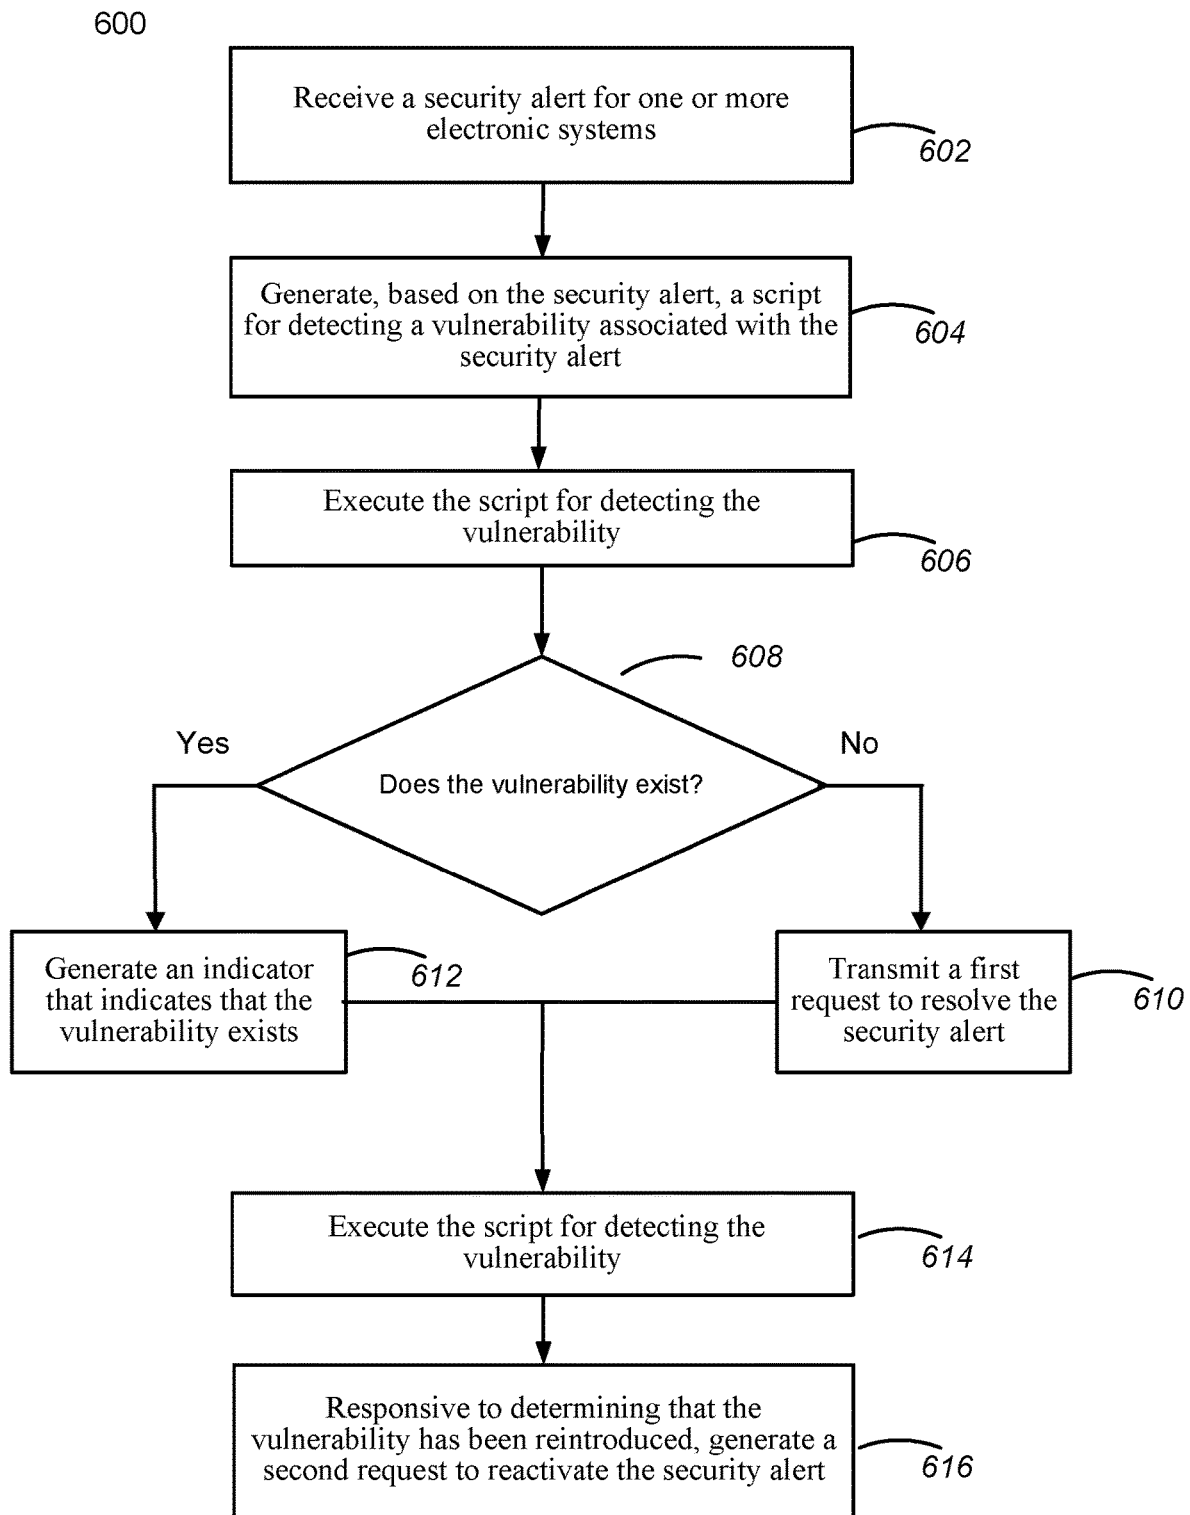 600
Receive a security alert for one or more
electronic systems
602
Generate, based on the security alert, a script
for detecting a vulnerability associated with the
security alert
604
Execute the script for detecting the
vulnerability
606
608
Yes
No
Does the vulnerability exist?
Generate an indicator
that indicates that the
vulnerability exists
612
Transmit a first
request to resolve the
security alert
610
Execute the script for detecting the
vulnerability
614
Responsive to determining that the
vulnerability has been reintroduced, generate a
second request to reactivate the security alert
616